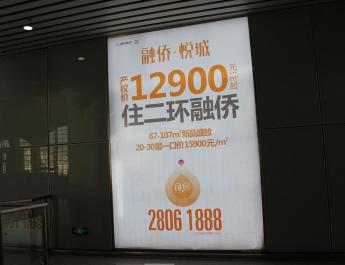 融侨·悦城
产权价12900元/㎡起
住二环融侨
67-107㎡新品盛放
20-30层一口价15900元/㎡
2806 1888